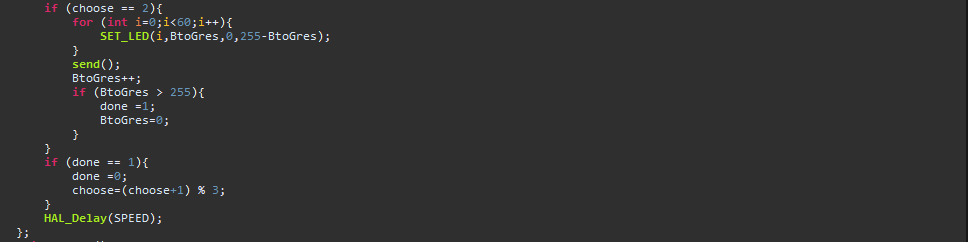 if (choose == 2){
for (int i=0;i<60;i++){
SET_LED(i,BtoGres,0,255-BtoGres);
}
send();
BtoGres++;
if (BtoGres > 255){
done =1;
BtoGres=0;
}
}
if (done == 1){
done =0;
choose=(choose+1) % 3;
}
HAL_Delay(SPEED);
};